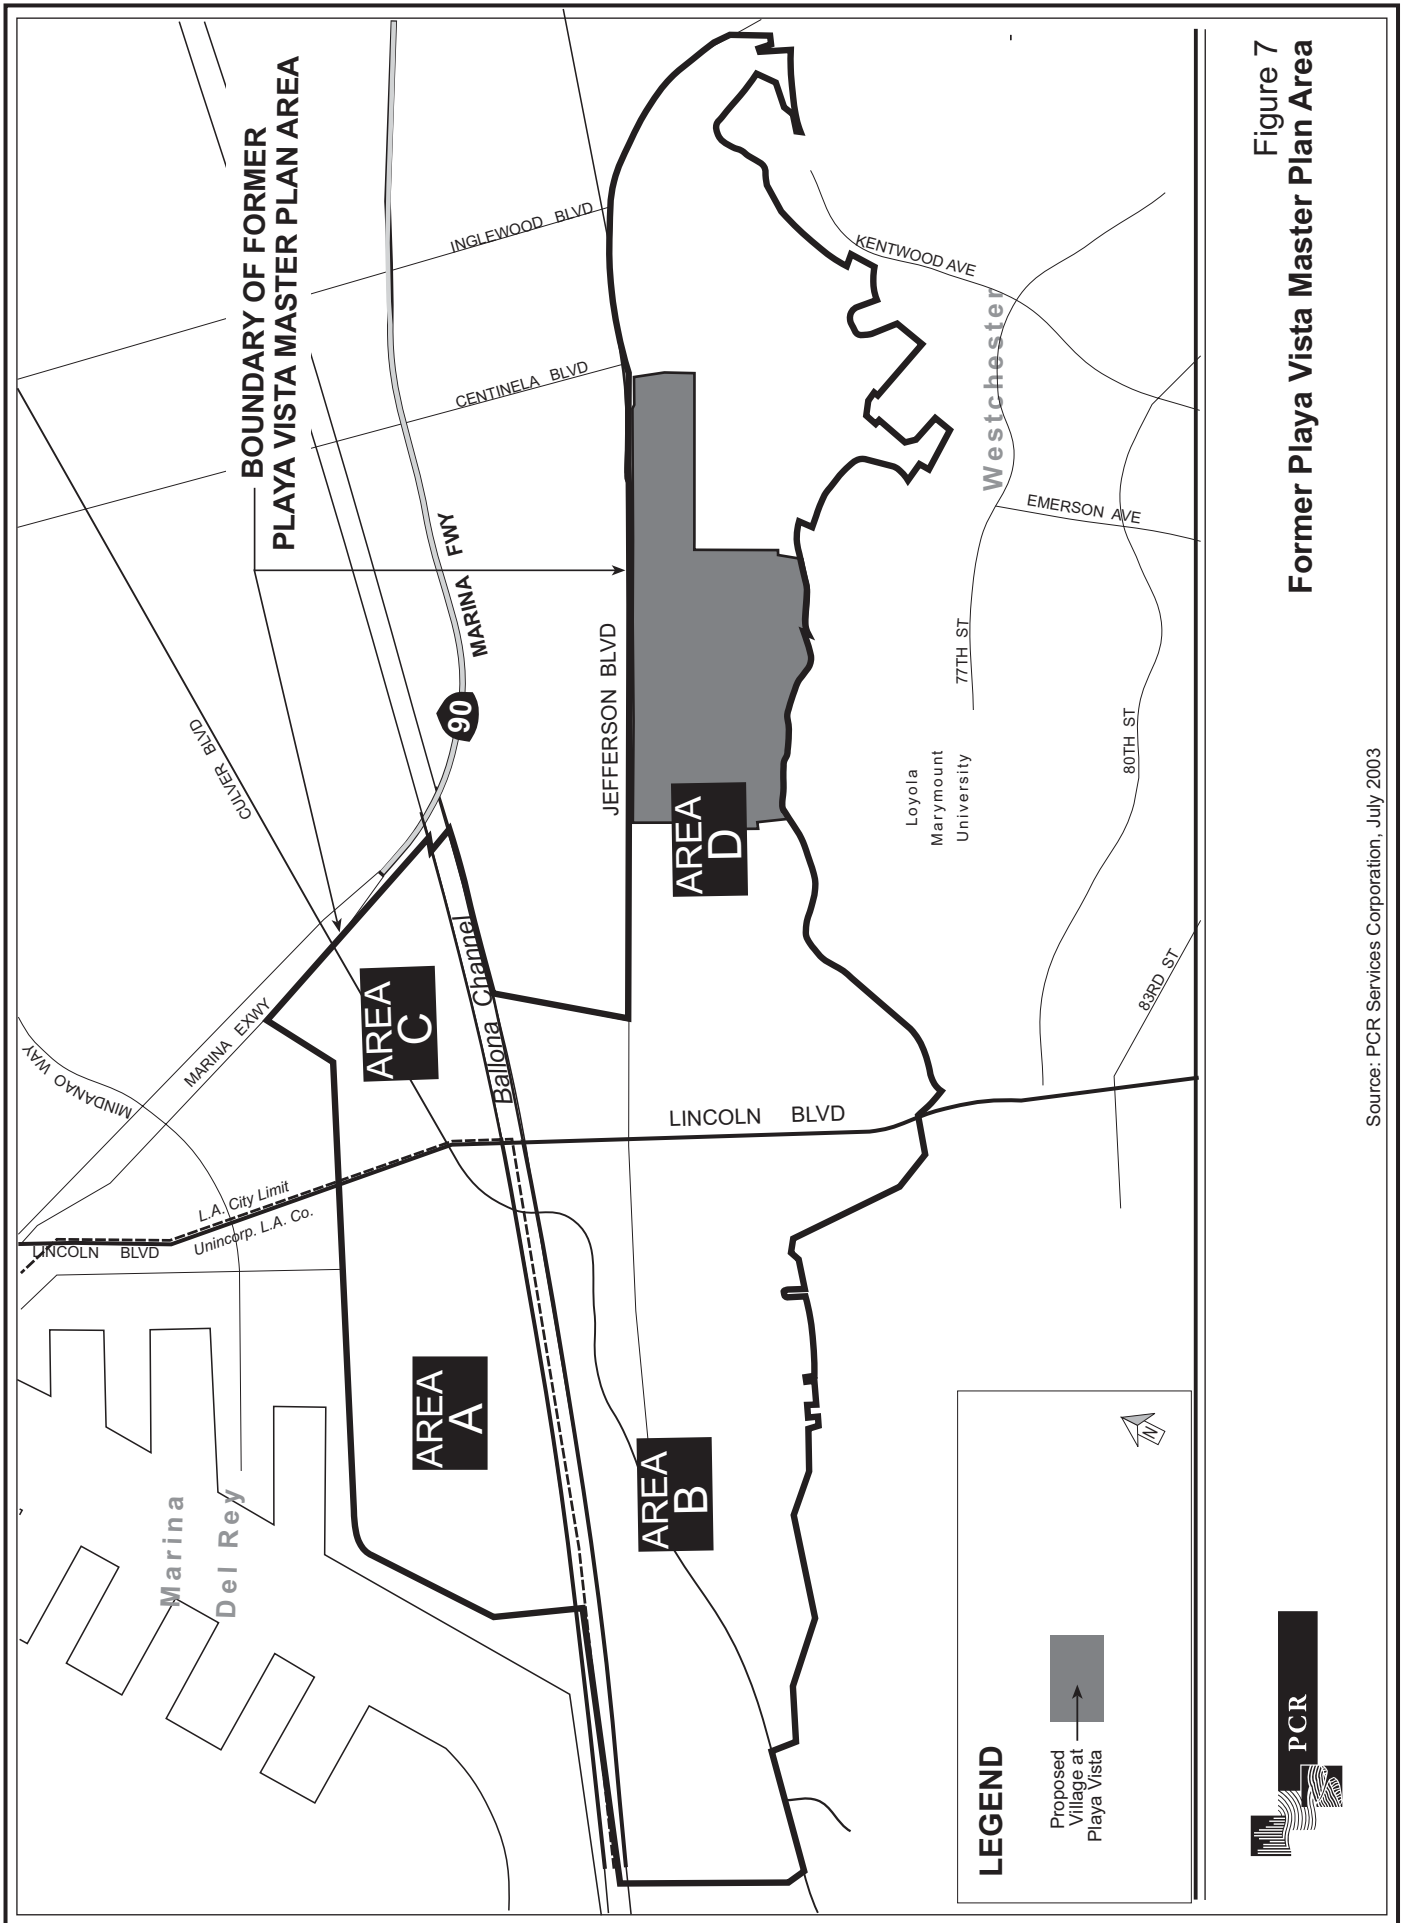 BOUNDARY OF FORMER
PLAYA VISTA MASTER PLAN AREA
INGLEWOOD BLVD
CENTINELA BLVD
MARINA FWY
90
CULVER BLVD
JEFFERSON BLVD
MARINA EXWY
MINDANAO WAY
L.A. City Limit
Unincorp. L.A. Co.
LINCOLN BLVD
LINCOLN BLVD
Ballona Channel
AREA
A
AREA
B
AREA
C
AREA
D
Marina
Del Rey
KENTWOOD AVE
Westchester
EMERSON AVE
77TH ST
80TH ST
83RD ST
Loyola
Marymount
University
LEGEND
Proposed
Village at
Playa Vista
N
PCR
Figure 7
Former Playa Vista Master Plan Area
Source: PCR Services Corporation, July 2003